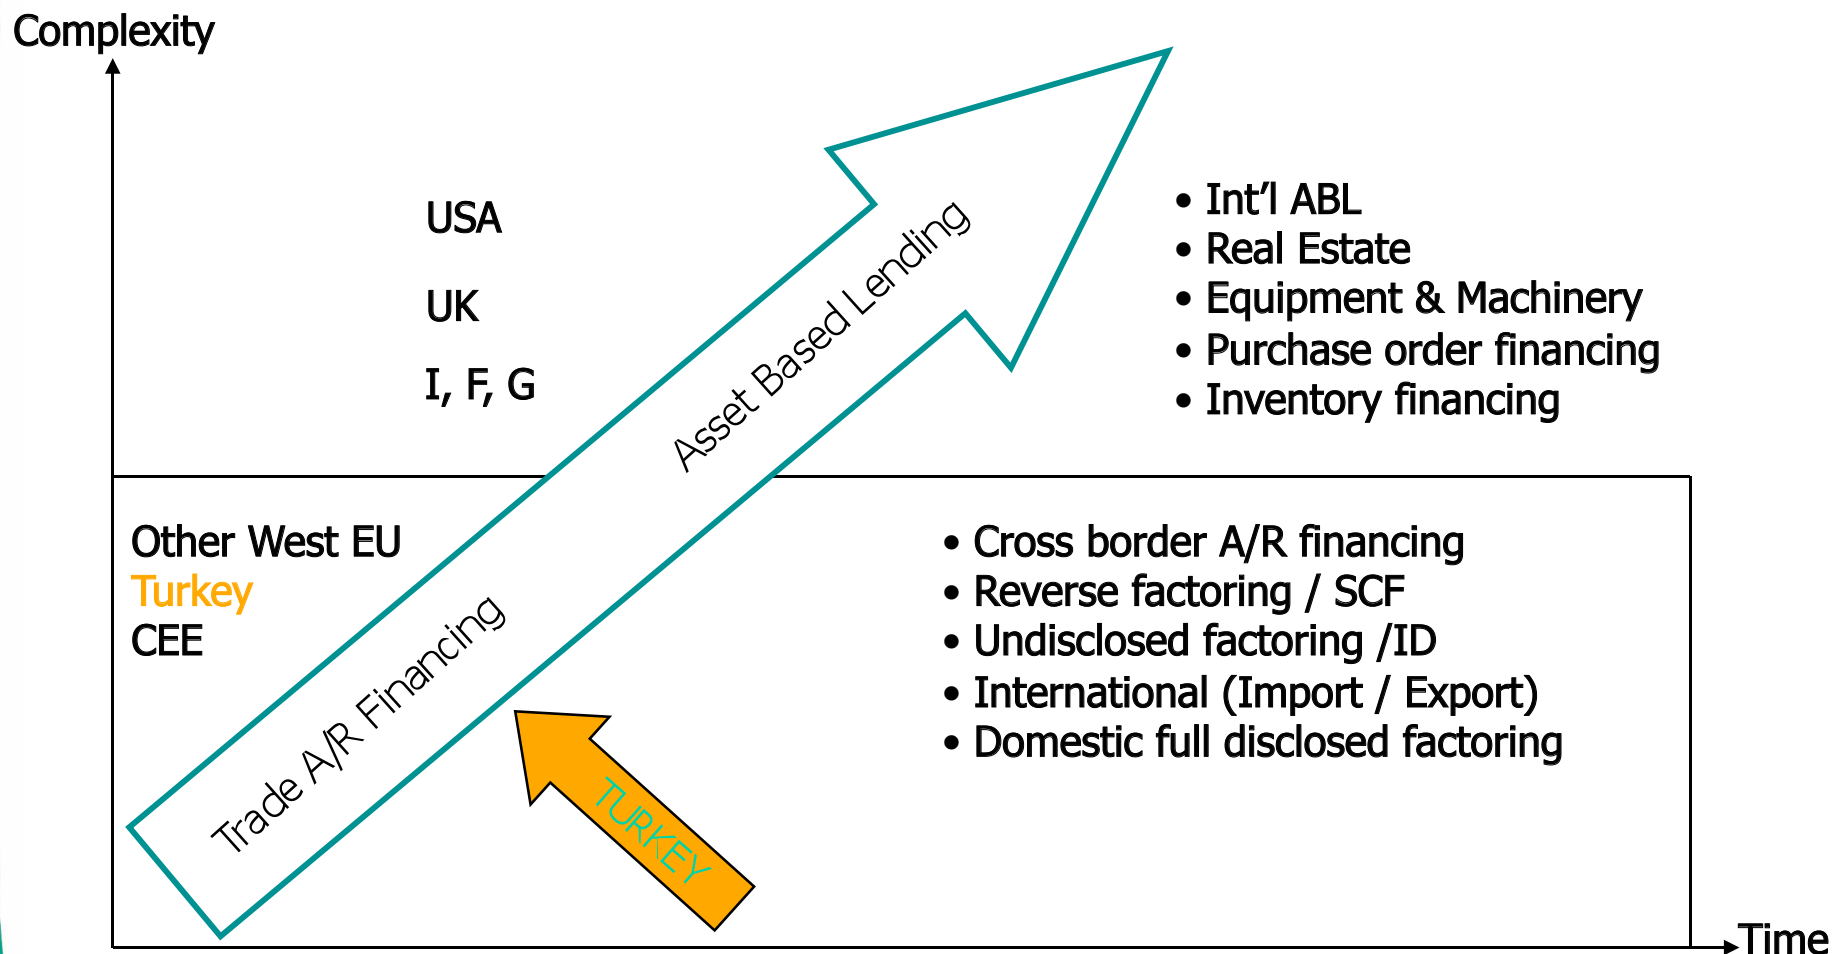 Complexity
USA
UK
I, F, G
Asset Based Lending
• Int’l ABL
• Real Estate
• Equipment & Machinery
• Purchase order financing
• Inventory financing
Other West EU
Turkey
CEE
Trade A/R Financing
TURKEY
• Cross border A/R financing
• Reverse factoring / SCF
• Undisclosed factoring /ID
• International (Import / Export)
• Domestic full disclosed factoring
Time